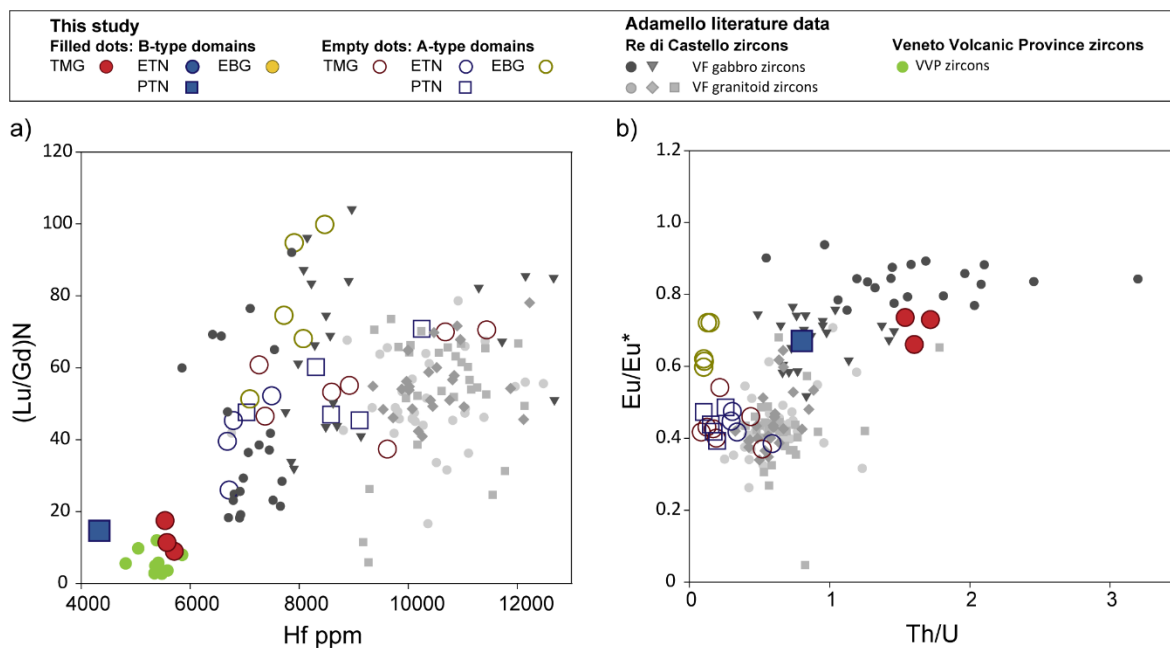 This study
Filled dots: B-type domains
Empty dots: A-type domains
TMG ETN EBG
PTN
TMG ETN EBG
PTN
Adamello literature data
Re di Castello zircons
VF gabbro zircons
VF granitoid zircons
Veneto Volcanic Province zircons
VVP zircons
a)
120
100
80
60
40
20
0
(Lu/Gd)N
4000 6000 8000 10000 12000
Hf ppm
b)
1.2
1.0
0.8
0.6
0.4
0.2
0
Eu/Eu*
0 1 2 3
Th/U